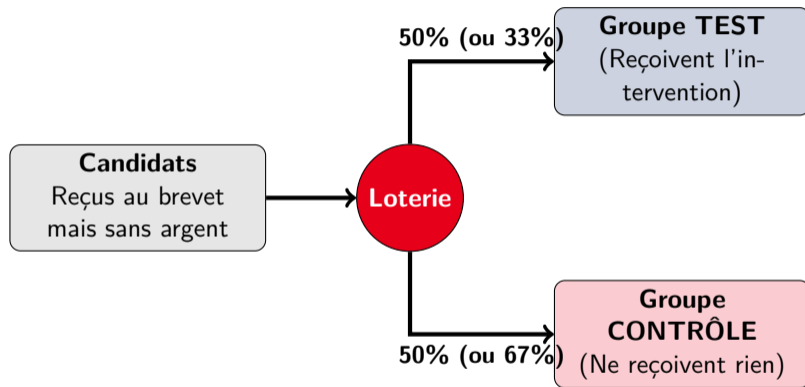 Candidats
Reçus au brevet
mais sans argent
Loterie
50% (ou 33%)
Groupe TEST
(Reçoivent l'in-
tervention)
50% (ou 67%)
Groupe
CONTRÔLE
(Ne reçoivent rien)